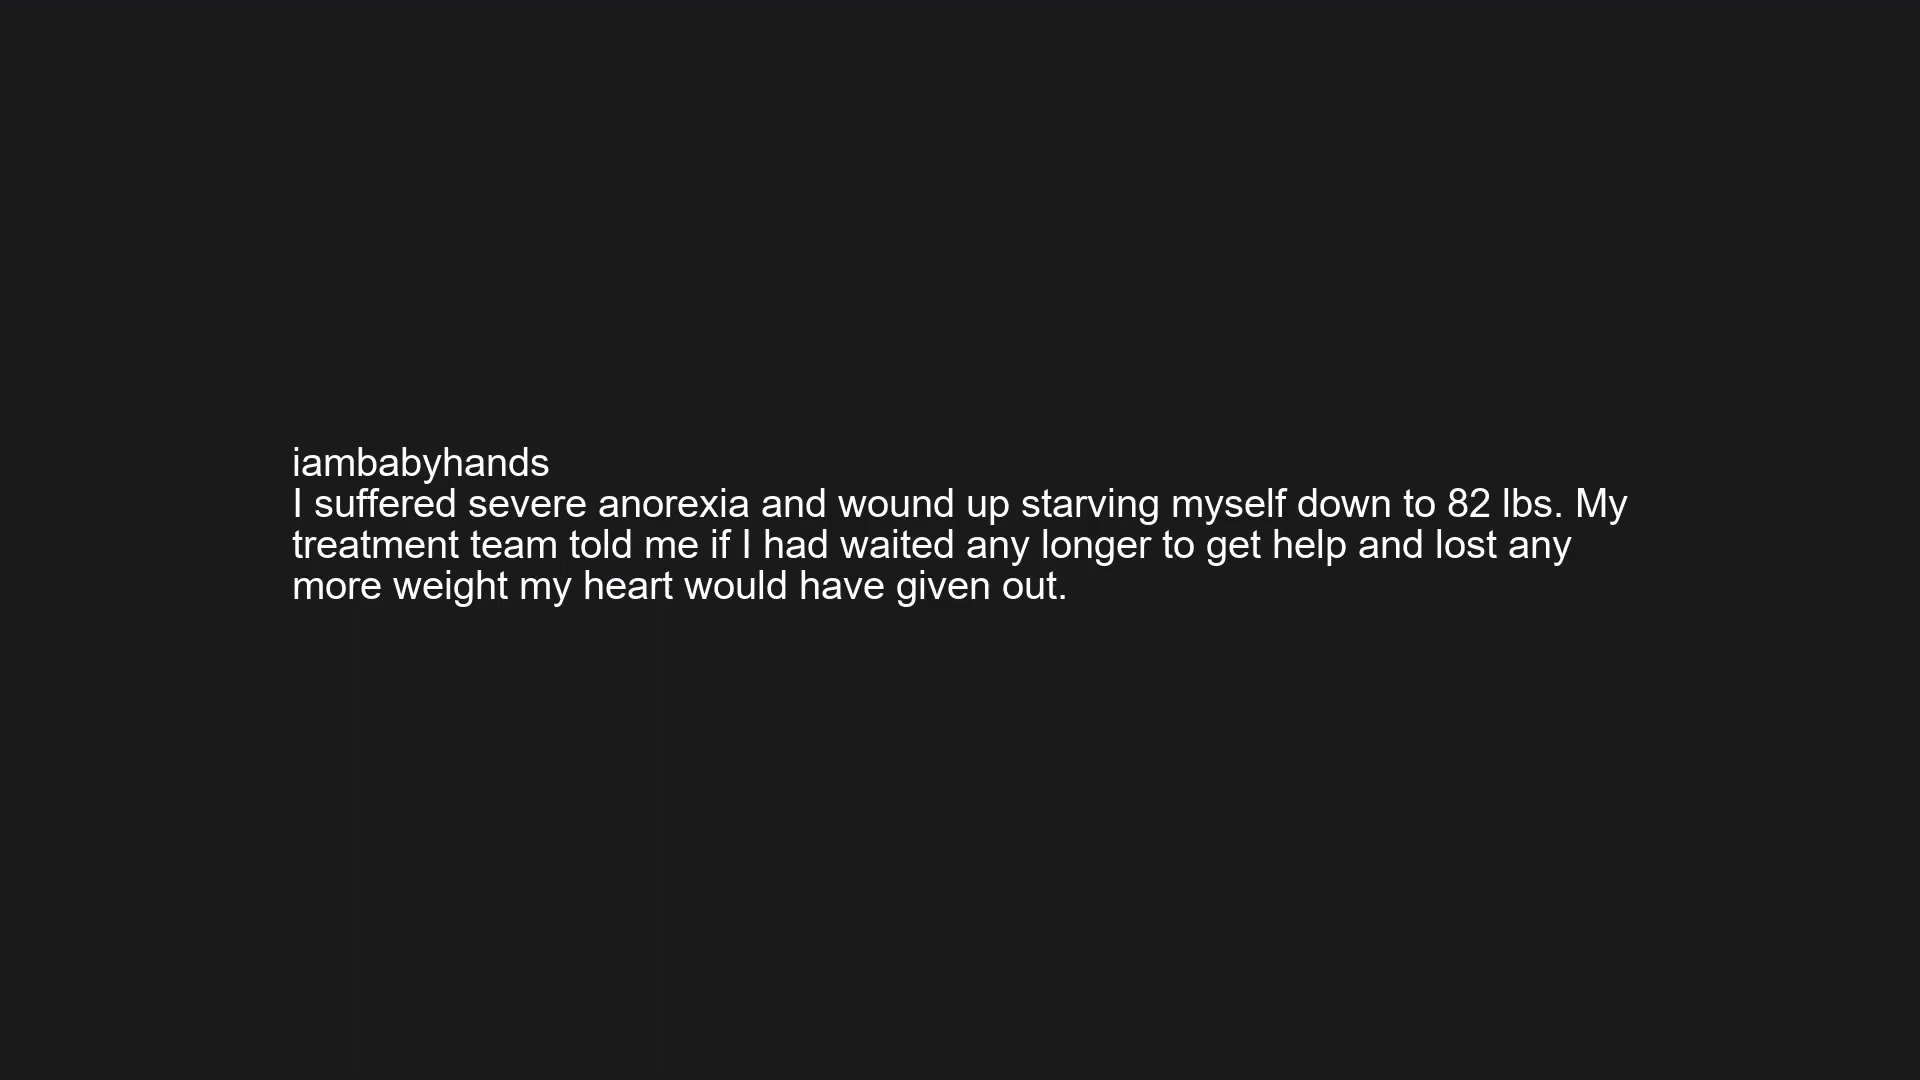 iambabyhands
I suffered severe anorexia and wound up starving myself down to 82 lbs. My
treatment team told me if I had waited any longer to get help and lost any
more weight my heart would have given out.